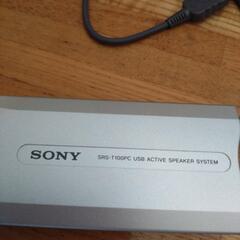 SONY SRS-T100PC USB ACTIVE SPEAKER SYSTEM